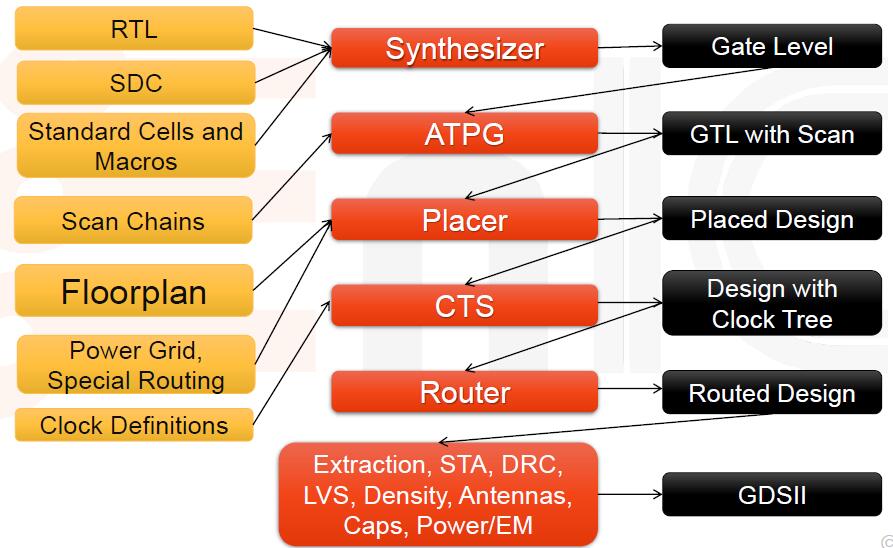 RTL
SDC
Standard Cells and
Macros
Scan Chains
Floorplan
Power Grid,
Special Routing
Clock Definitions
Synthesizer
ATPG
Placer
CTS
Router
Extraction, STA, DRC,
LVS, Density, Antennas,
Caps, Power/EM
Gate Level
GTL with Scan
Placed Design
Design with
Clock Tree
Routed Design
GDSII
©